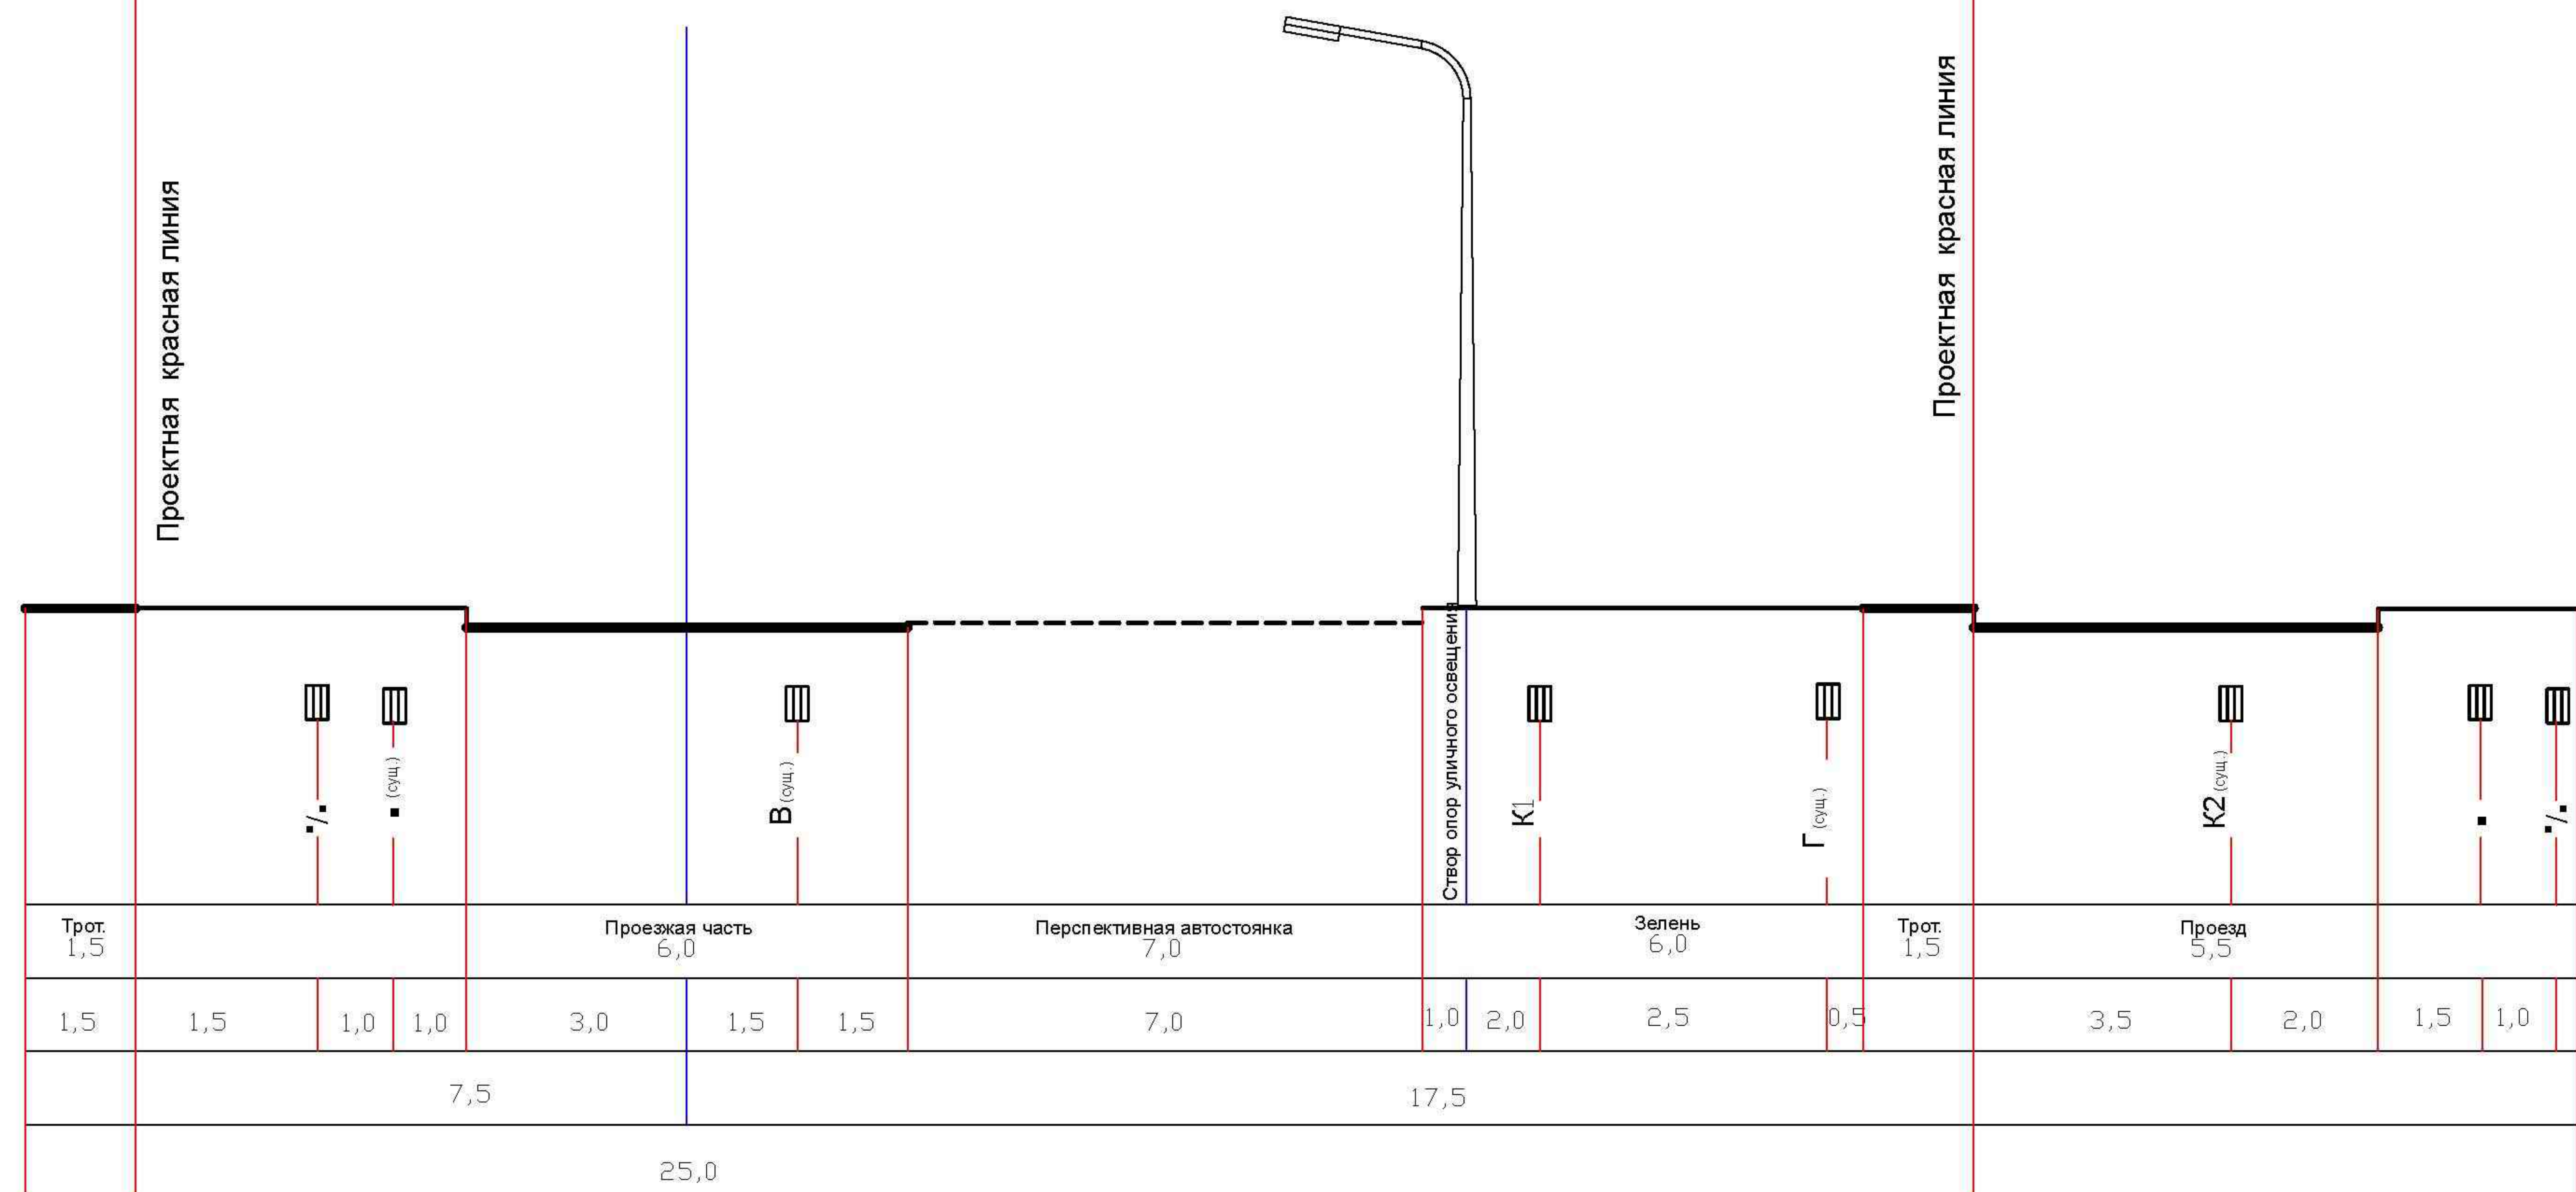 Проектная красная линия
Проектная красная линия
Створ опор уличного освещения
(сущ.)
В (сущ.)
К1
Г (сущ.)
К2 (сущ.)
Трот.
1,5
Проезжая часть
6,0
Перспективная автостоянка
7,0
Зелень
6,0
Трот.
1,5
Проезд
5,5
1,5 1,5 1,0 1,0 3,0 1,5 1,5 7,0 1,0 2,0 2,5 0,5 3,5 2,0 1,5 1,0
7,5 17,5
25,0